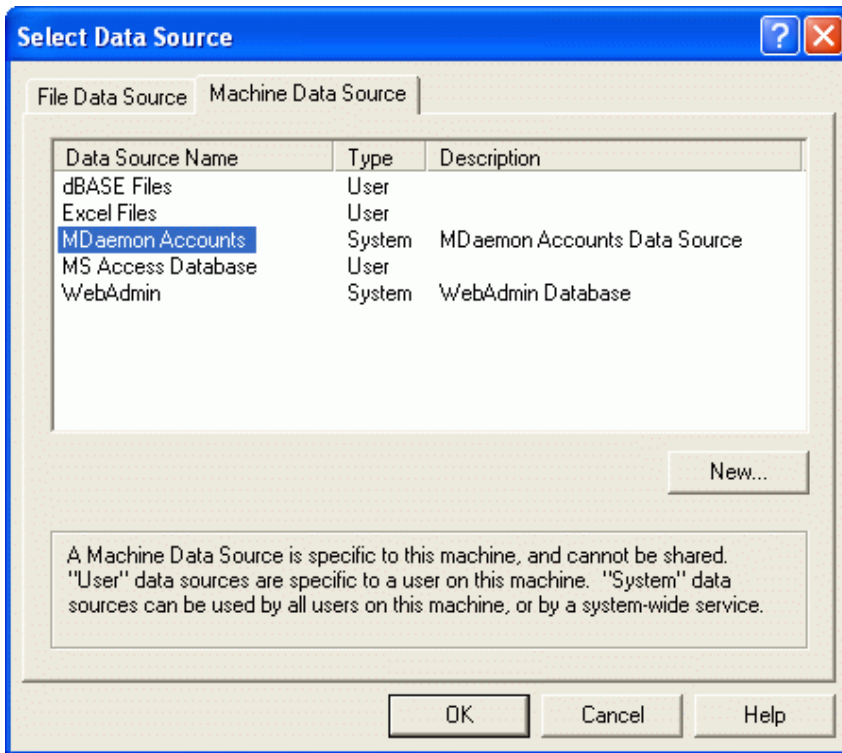 Select Data Source
File Data Source Machine Data Source
Data Source Name Type Description
dBASE Files User
Excel Files User
MDaemon Accounts System MDaemon Accounts Data Source
MS Access Database User
WebAdmin System WebAdmin Database
New...
A Machine Data Source is specific to this machine, and cannot be shared.
"User" data sources are specific to a user on this machine. "System" data
sources can be used by all users on this machine, or by a system-wide service.
OK Cancel Help